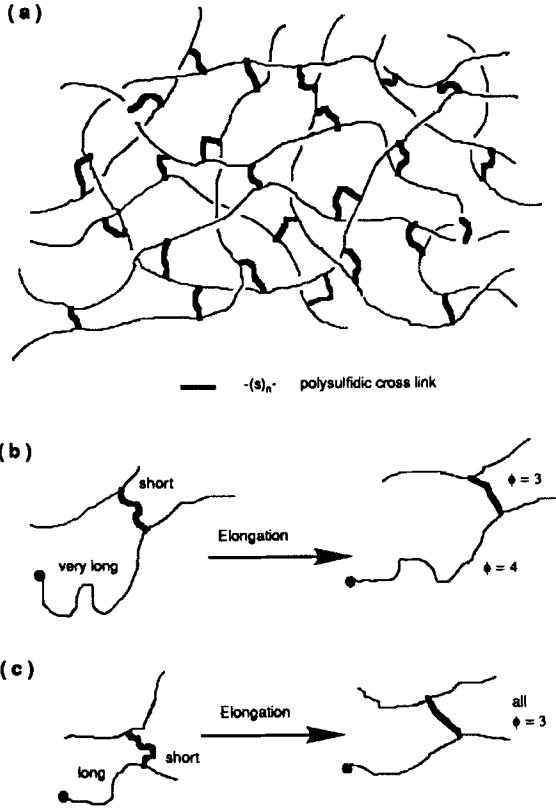 (a)
-(s)ₙ- polysulfidic cross link
(b)
short
ϕ = 3
Elongation
very long
ϕ = 4
(c)
Elongation
all
ϕ = 3
short
long